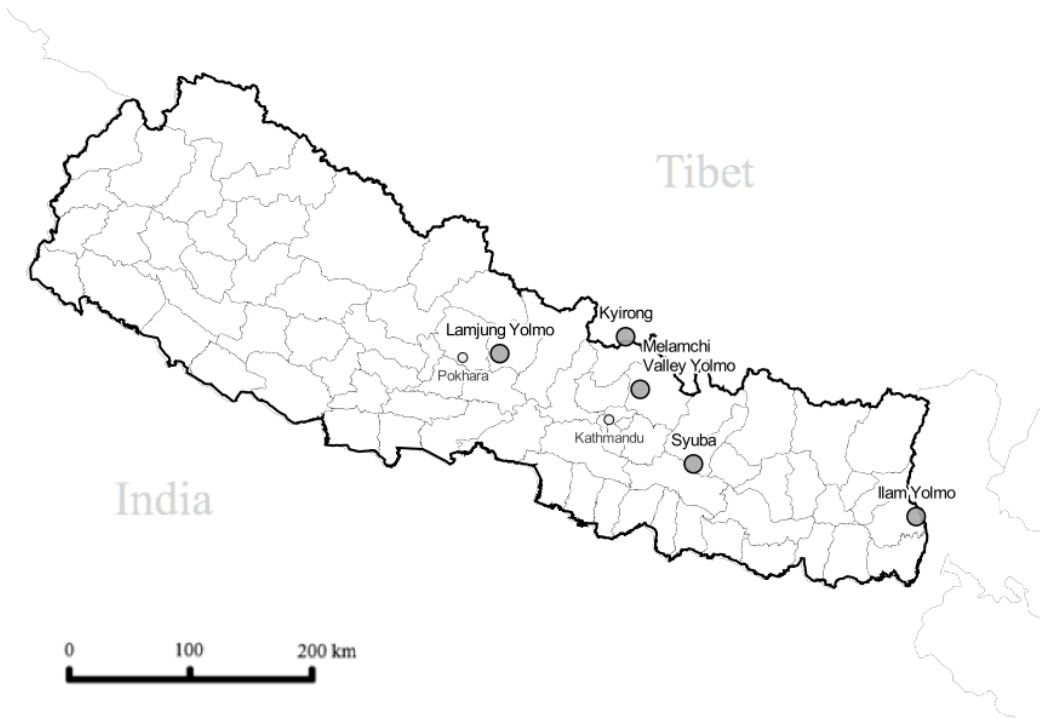 Tibet
Kyirong
Lamjung Yolmo
Melamchi
Valley Yolmo
Pokhara
Kathmandu
Syuba
Ilam Yolmo
India
0 100 200 km